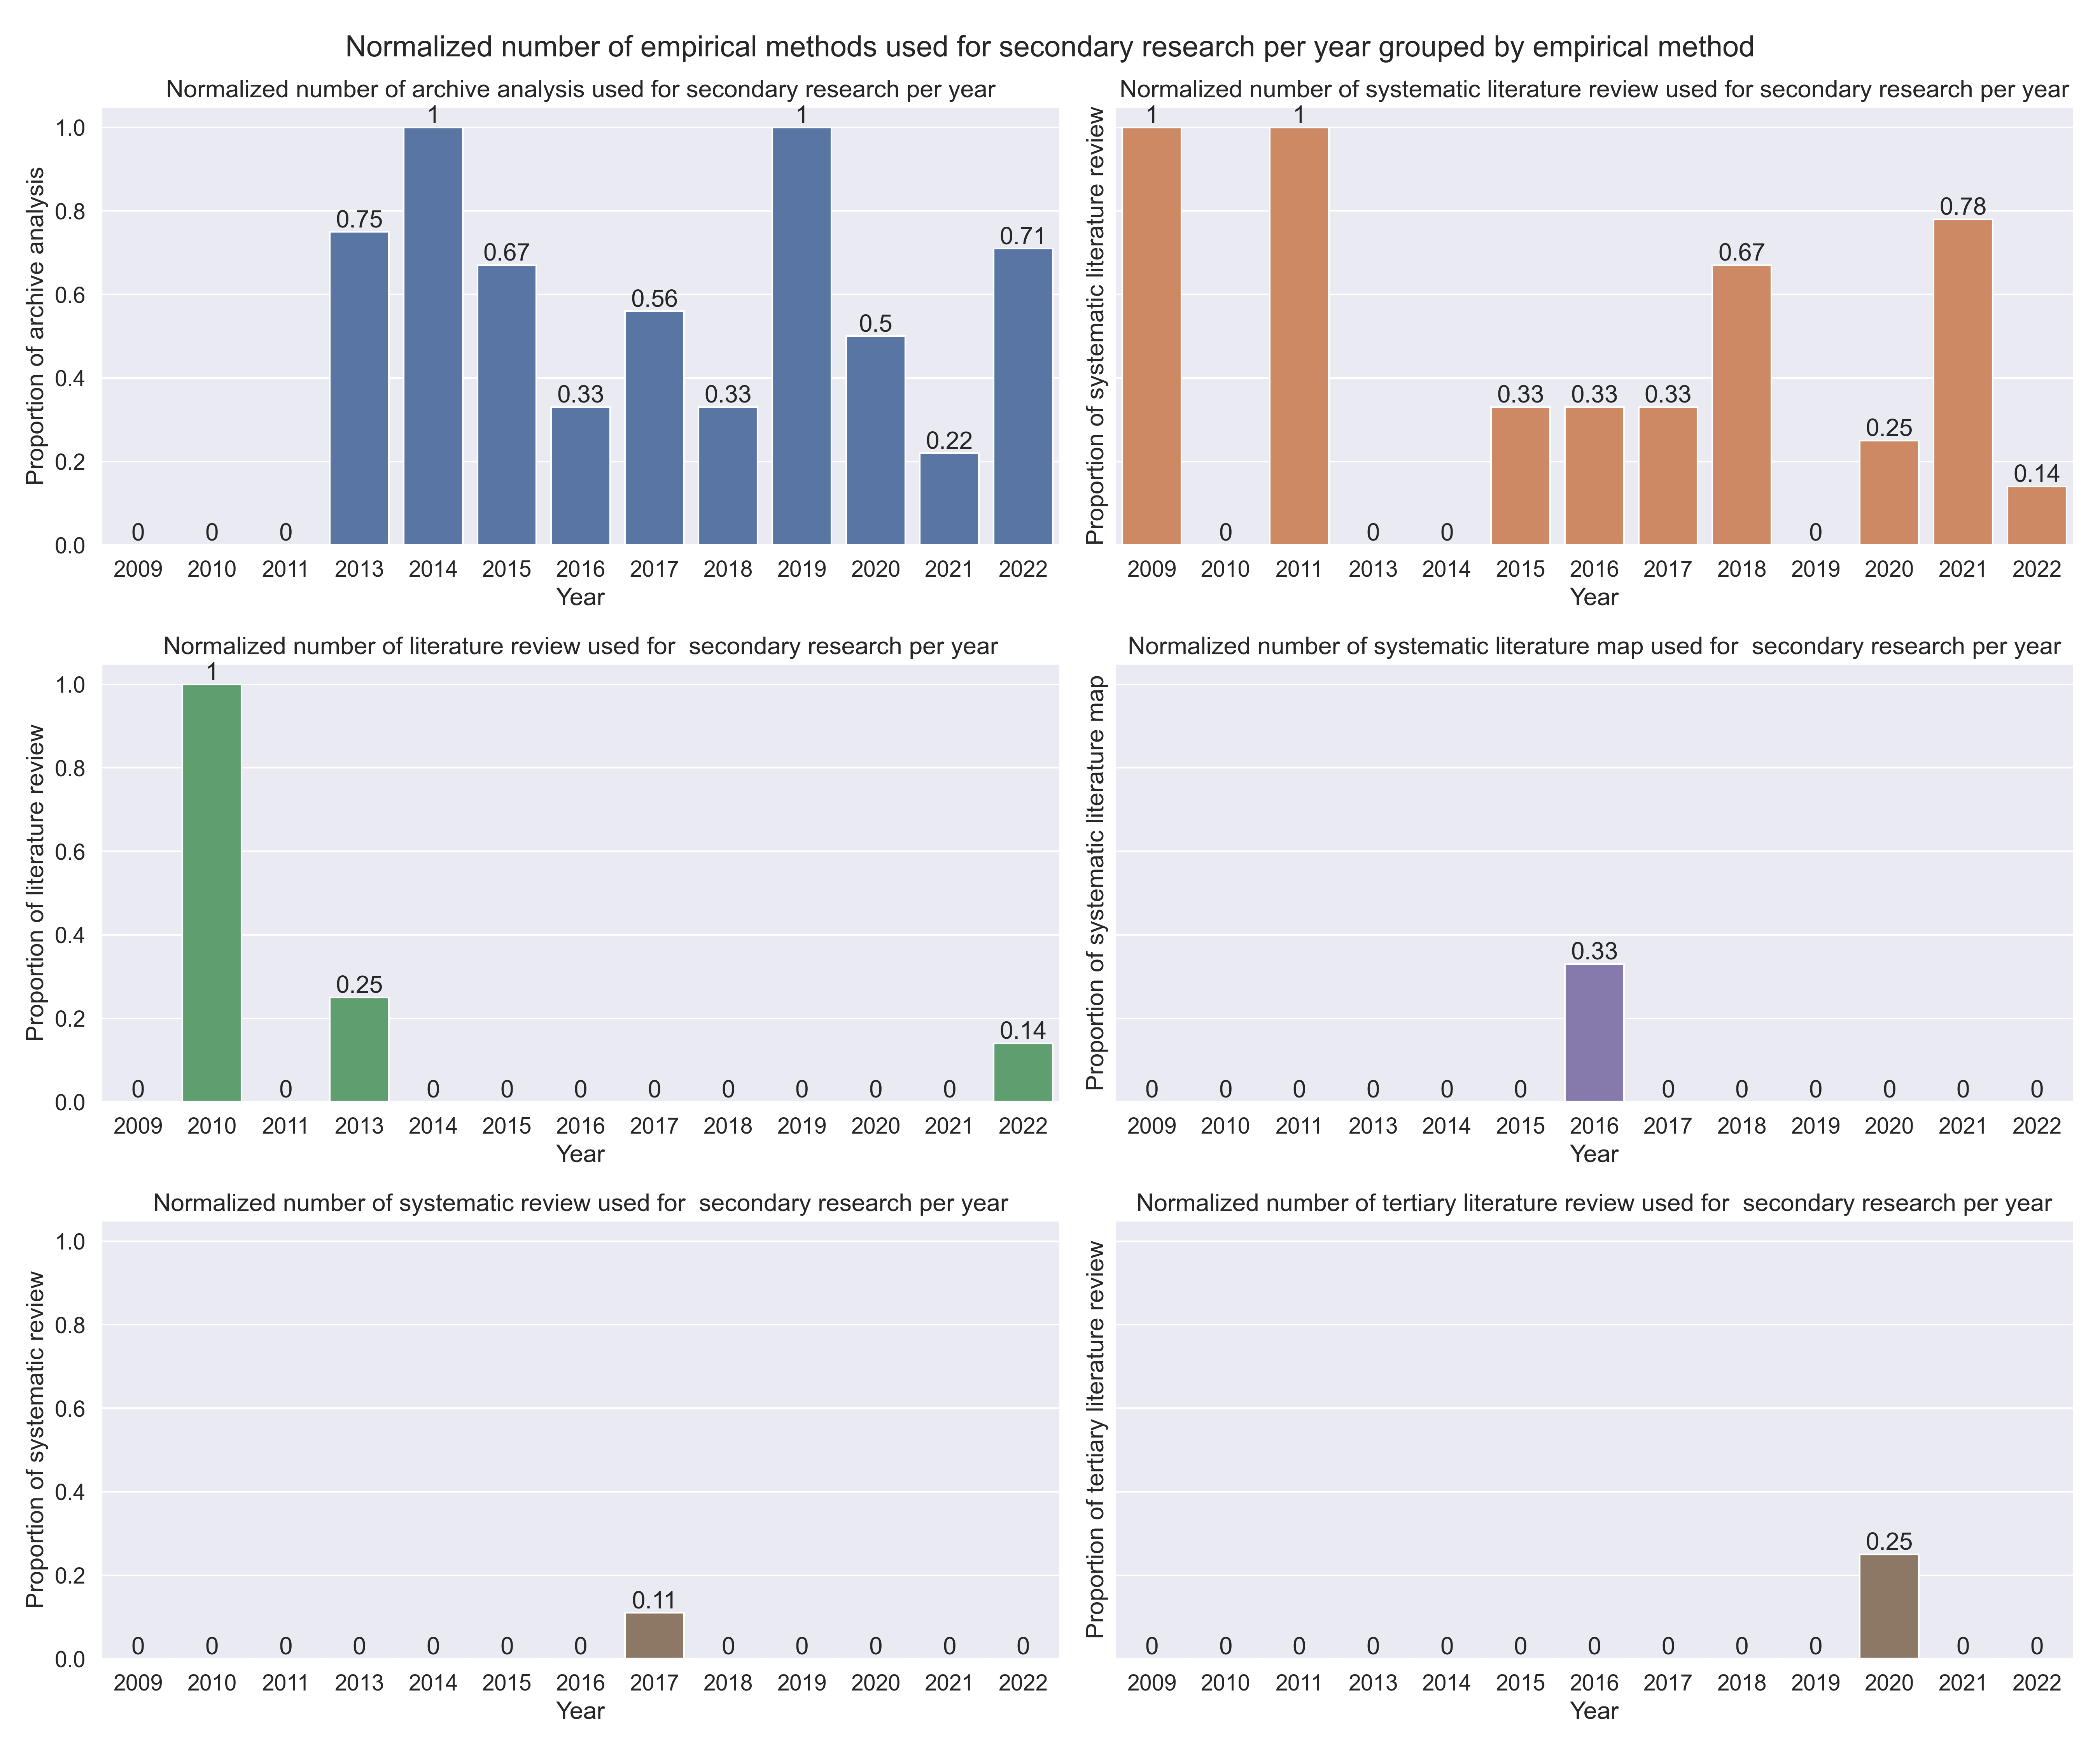 Normalized number of empirical methods used for secondary research per year grouped by empirical method
Normalized number of archive analysis used for secondary research per year
Proportion of archive analysis
1.0
0.8
0.6
0.4
0.2
0.0
0 0 0 0.75 1 0.67 0.33 0.56 0.33 1 0.5 0.22 0.71
2009 2010 2011 2013 2014 2015 2016 2017 2018 2019 2020 2021 2022
Year
Normalized number of systematic literature review used for secondary research per year
Proportion of systematic literature review
1 0 1 0 0 0.33 0.33 0.33 0.67 0 0.25 0.78 0.14
2009 2010 2011 2013 2014 2015 2016 2017 2018 2019 2020 2021 2022
Year
Normalized number of literature review used for  secondary research per year
Proportion of literature review
1.0
0.8
0.6
0.4
0.2
0.0
0 1 0 0.25 0 0 0 0 0 0 0 0 0.14
2009 2010 2011 2013 2014 2015 2016 2017 2018 2019 2020 2021 2022
Year
Normalized number of systematic literature map used for  secondary research per year
Proportion of systematic literature map
0 0 0 0 0 0 0.33 0 0 0 0 0 0
2009 2010 2011 2013 2014 2015 2016 2017 2018 2019 2020 2021 2022
Year
Normalized number of systematic review used for  secondary research per year
Proportion of systematic review
1.0
0.8
0.6
0.4
0.2
0.0
0 0 0 0 0 0 0 0.11 0 0 0 0 0
2009 2010 2011 2013 2014 2015 2016 2017 2018 2019 2020 2021 2022
Year
Normalized number of tertiary literature review used for  secondary research per year
Proportion of tertiary literature review
0 0 0 0 0 0 0 0 0 0 0.25 0 0
2009 2010 2011 2013 2014 2015 2016 2017 2018 2019 2020 2021 2022
Year